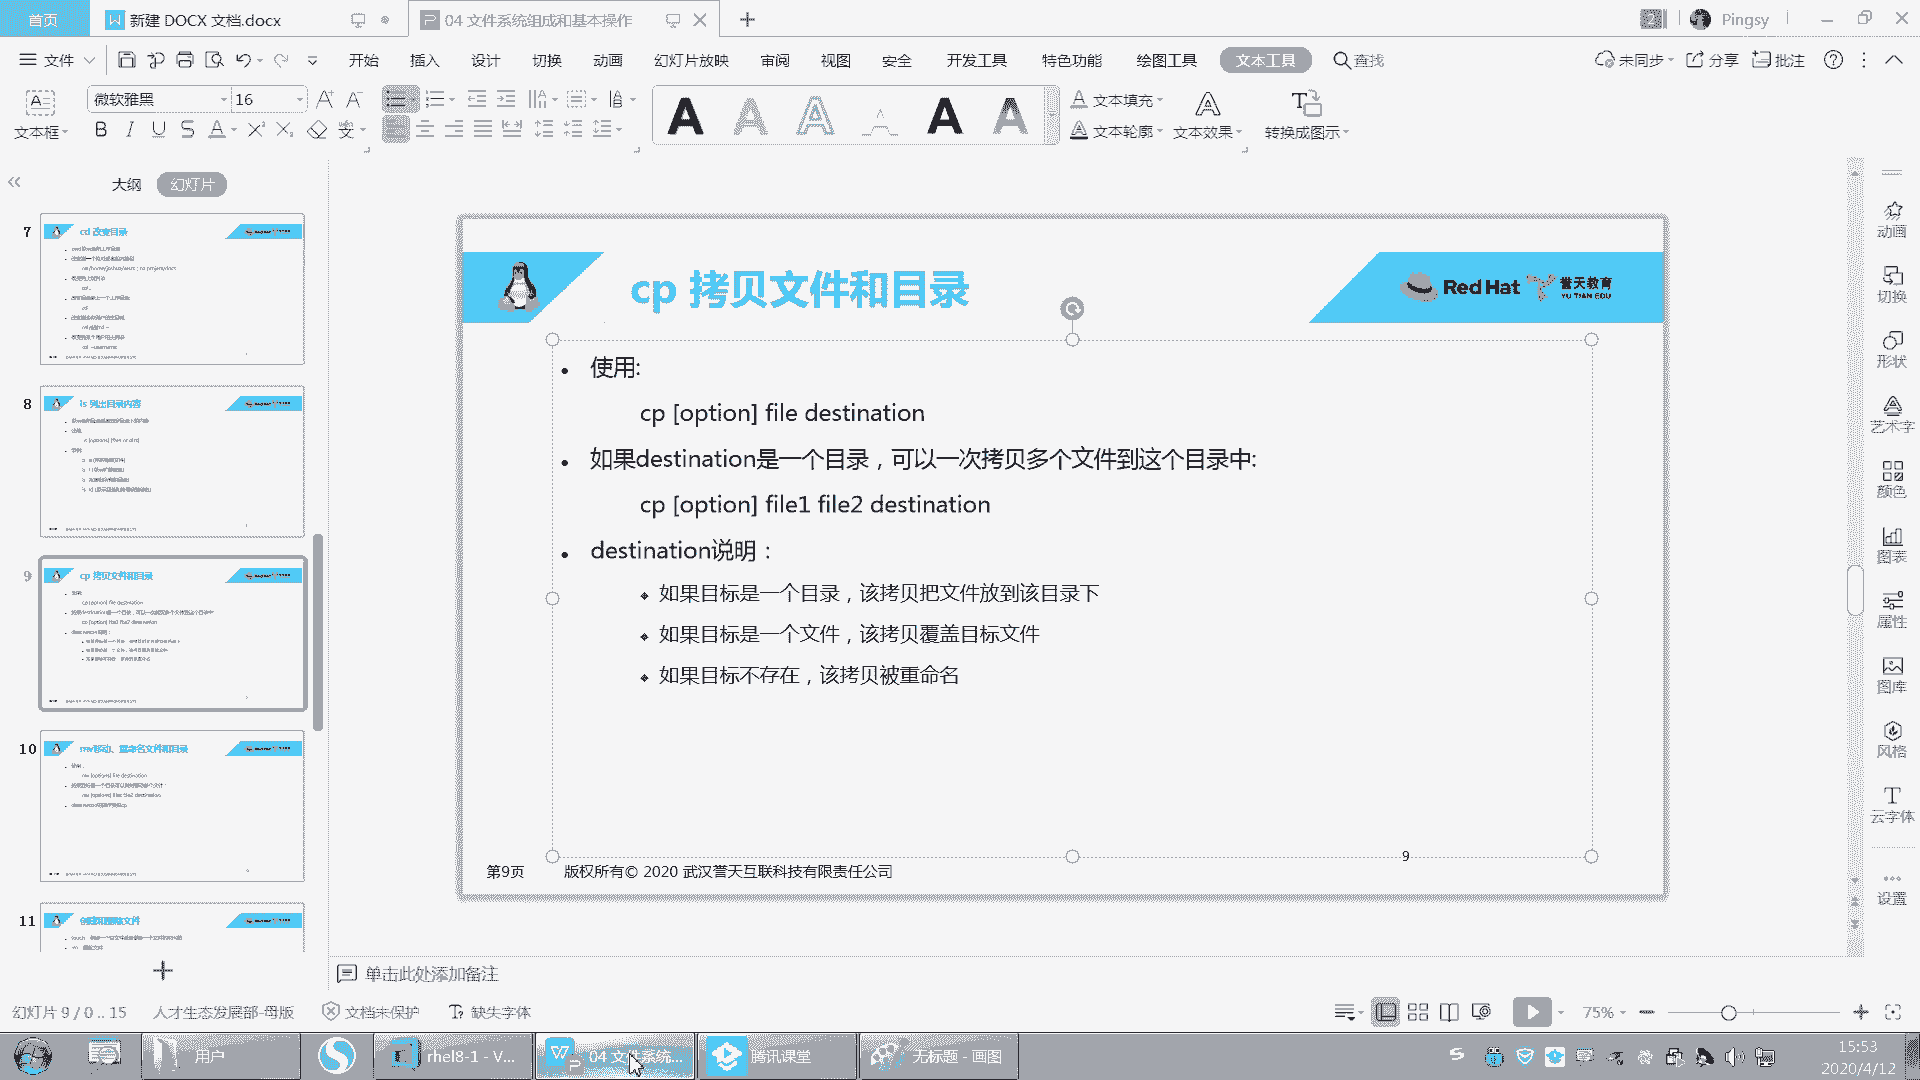 首页
新建 DOCX 文档.docx
04 文件系统组成和基本操作
Pingsy
文件
开始
插入
设计
切换
动画
幻灯片放映
审阅
视图
安全
开发工具
特色功能
绘图工具
文本工具
查找
未同步
分享
批注
文本框
微软雅黑
16
文本填充
文本轮廓
文本效果
转换成图示
大纲
幻灯片
7
cd 改变目录
8
ls 列出目录内容
9
cp 拷贝文件和目录
10
mv移动、重命名文件和目录
11
创建和删除文件
cp 拷贝文件和目录
Red Hat
誉天教育
YU TIAN EDU
使用:
cp [option] file destination
如果destination是一个目录，可以一次拷贝多个文件到这个目录中:
cp [option] file1 file2 destination
destination说明：
如果目标是一个目录，该拷贝把文件放到该目录下
如果目标是一个文件，该拷贝覆盖目标文件
如果目标不存在，该拷贝被重命名
第9页
版权所有© 2020 武汉誉天互联科技有限责任公司
9
动画
切换
形状
艺术字
颜色
图表
属性
图库
风格
云字体
设置
单击此处添加备注
幻灯片 9 / 0 .. 15
人才生态发展部-母版
文档未保护
缺失字体
75%
用户
rhel8-1 - V...
04 文件系统...
腾讯课堂
无标题 - 画图
15:53
2020/4/12